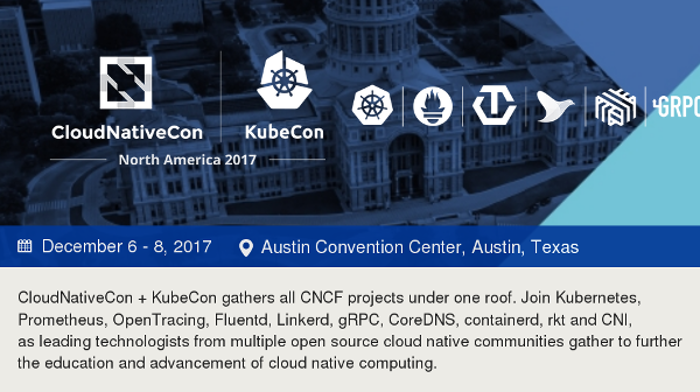 CloudNativeCon
KubeCon
North America 2017
GRPC
December 6 - 8, 2017
Austin Convention Center, Austin, Texas
CloudNativeCon + KubeCon gathers all CNCF projects under one roof. Join Kubernetes,
Prometheus, OpenTracing, Fluentd, Linkerd, gRPC, CoreDNS, containerd, rkt and CNI,
as leading technologists from multiple open source cloud native communities gather to further
the education and advancement of cloud native computing.